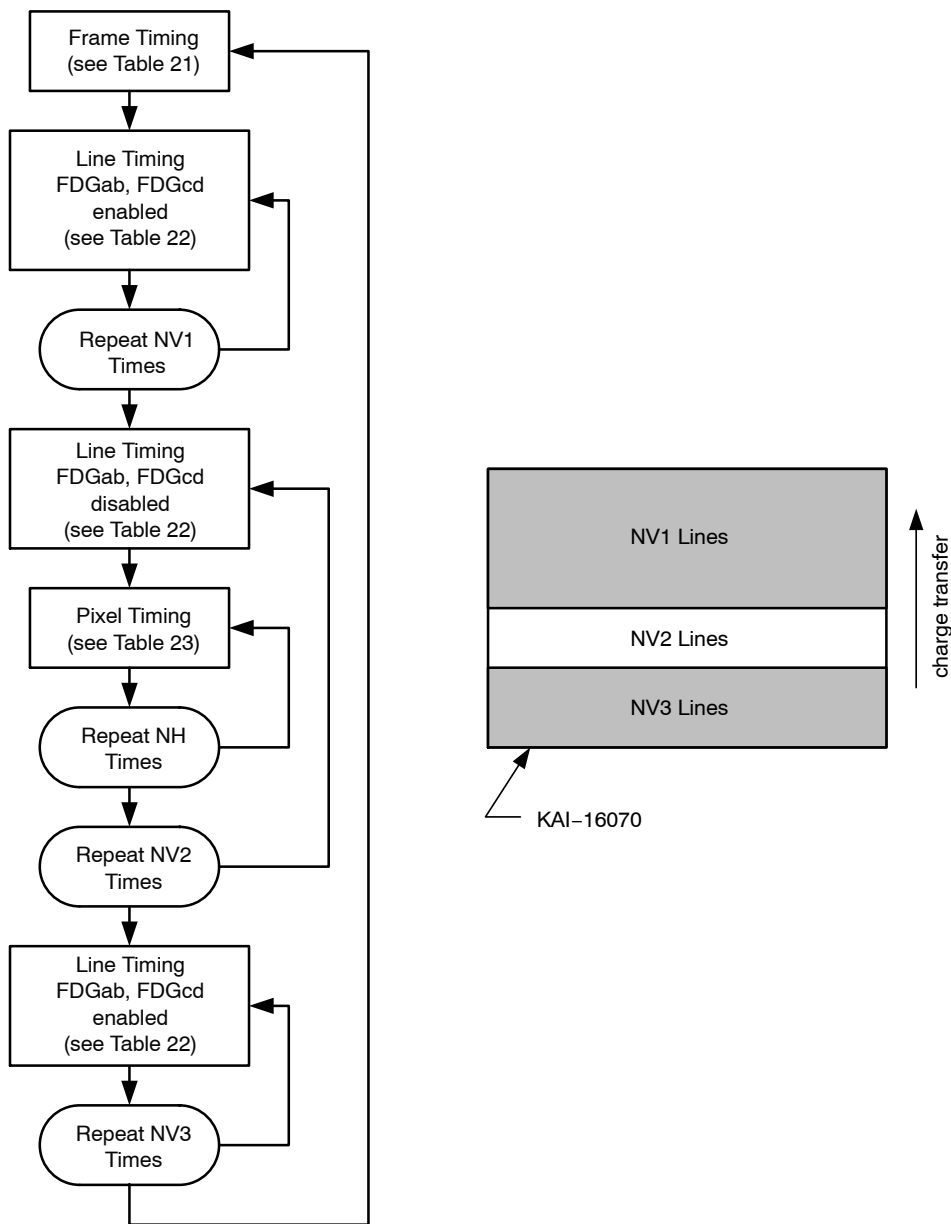 Frame Timing
(see Table 21)
Line Timing
FDGab, FDGcd
enabled
(see Table 22)
Repeat NV1
Times
Line Timing
FDGab, FDGcd
disabled
(see Table 22)
Pixel Timing
(see Table 23)
Repeat NH
Times
Repeat NV2
Times
Line Timing
FDGab, FDGcd
enabled
(see Table 22)
Repeat NV3
Times
NV1 Lines
NV2 Lines
NV3 Lines
charge transfer
KAI−16070